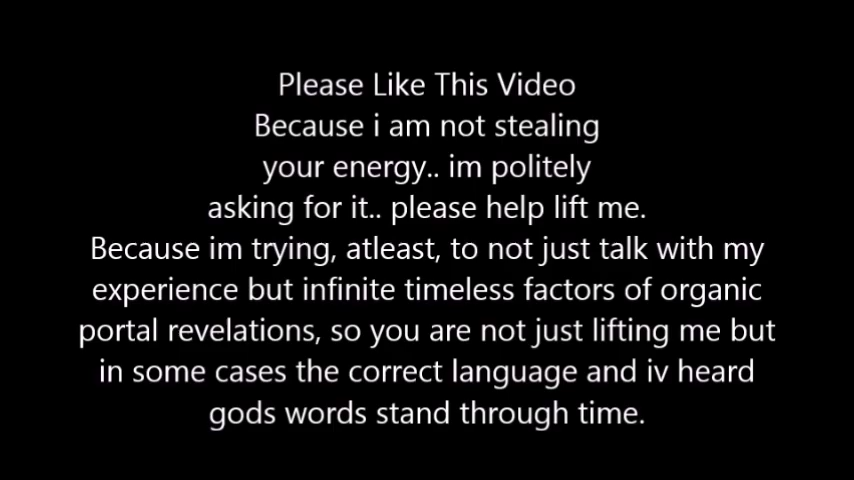 Please Like This Video
Because i am not stealing
your energy.. im politely
asking for it.. please help lift me.
Because im trying, atleast, to not just talk with my
experience but infinite timeless factors of organic
portal revelations, so you are not just lifting me but
in some cases the correct language and iv heard
gods words stand through time.